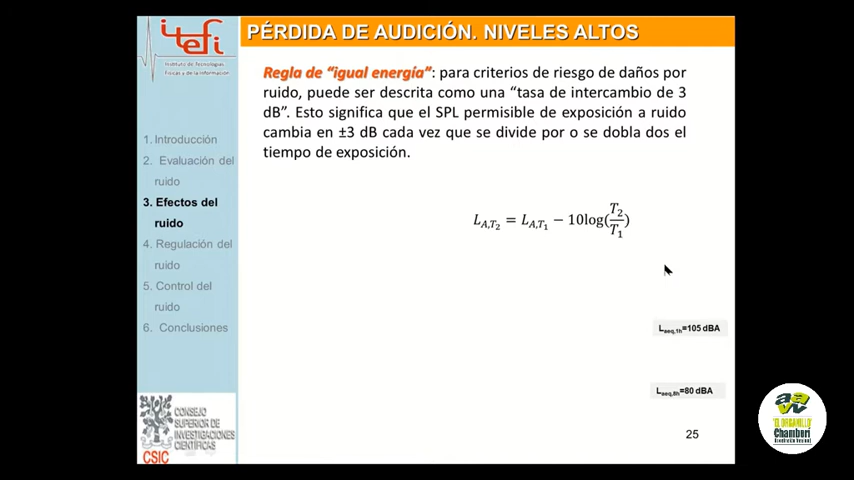 itefi
Instituto de Tecnologías
Físicas y de la Información
PÉRDIDA DE AUDICIÓN. NIVELES ALTOS
Regla de “igual energía”: para criterios de riesgo de daños por
ruido, puede ser descrita como una “tasa de intercambio de 3
dB”. Esto significa que el SPL permisible de exposición a ruido
cambia en ±3 dB cada vez que se divide por o se dobla dos el
tiempo de exposición.
1. Introducción
2. Evaluación del
ruido
3. Efectos del
ruido
4. Regulación del
ruido
5. Control del
ruido
6. Conclusiones
L_{A,T_2} = L_{A,T_1} − 10log(T_2/T_1)
L_{aeq,1h}=105 dBA
L_{aeq,8h}=80 dBA
CONSEJO
SUPERIOR DE
INVESTIGACIONES
CIENTÍFICAS
CSIC
25
aavv
"EL ORGANILLO"
Chamberí